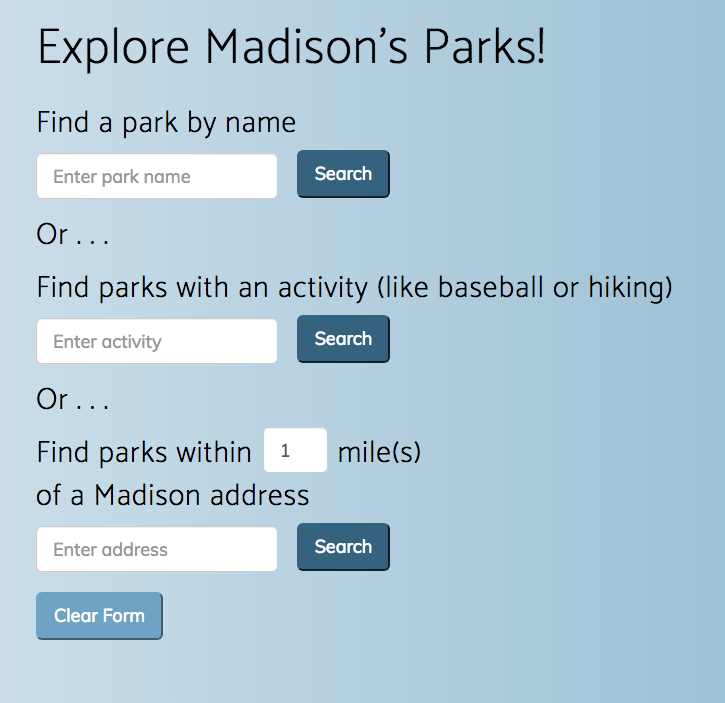 Explore Madison’s Parks!
Find a park by name
Enter park name Search
Or . . .
Find parks with an activity (like baseball or hiking)
Enter activity Search
Or . . .
Find parks within 1 mile(s)
of a Madison address
Enter address Search
Clear Form